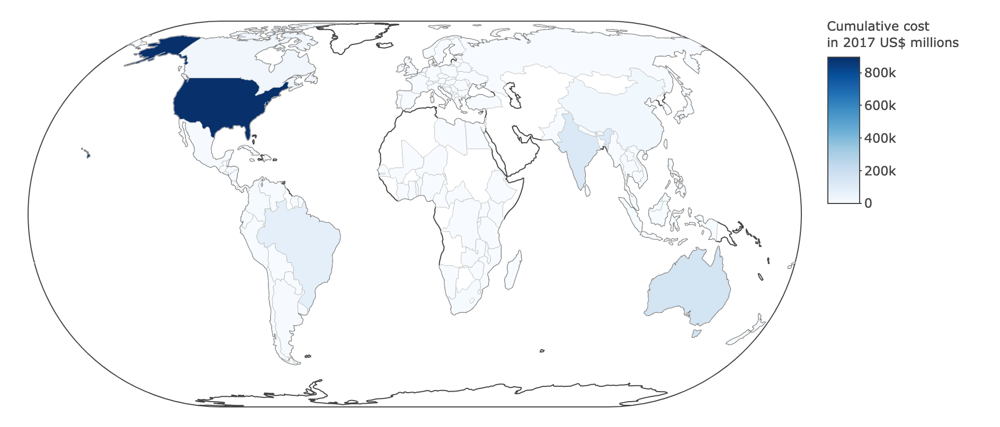 Cumulative cost
in 2017 US$ millions
800k
600k
400k
200k
0